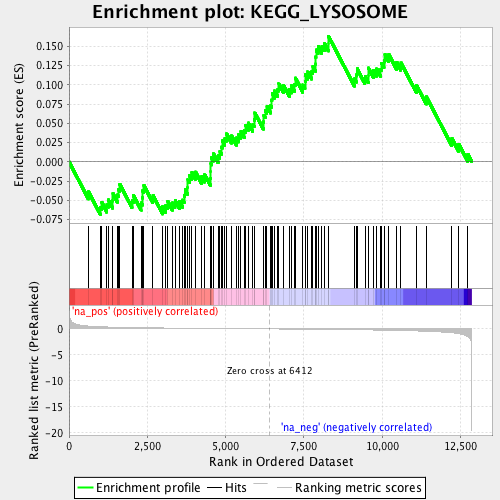 Enrichment plot: KEGG_LYSOSOME
Enrichment score (ES)
0.150
0.125
0.100
0.075
0.050
0.025
0.000
-0.025
-0.050
-0.075
'na_pos' (positively correlated)
Ranked list metric (PreRanked)
0
-5
-10
-15
-20
Zero cross at 6412
'na_neg' (negatively correlated)
0
2,500
5,000
7,500
10,000
12,500
Rank in Ordered Dataset
Enrichment profile
Hits
Ranking metric scores